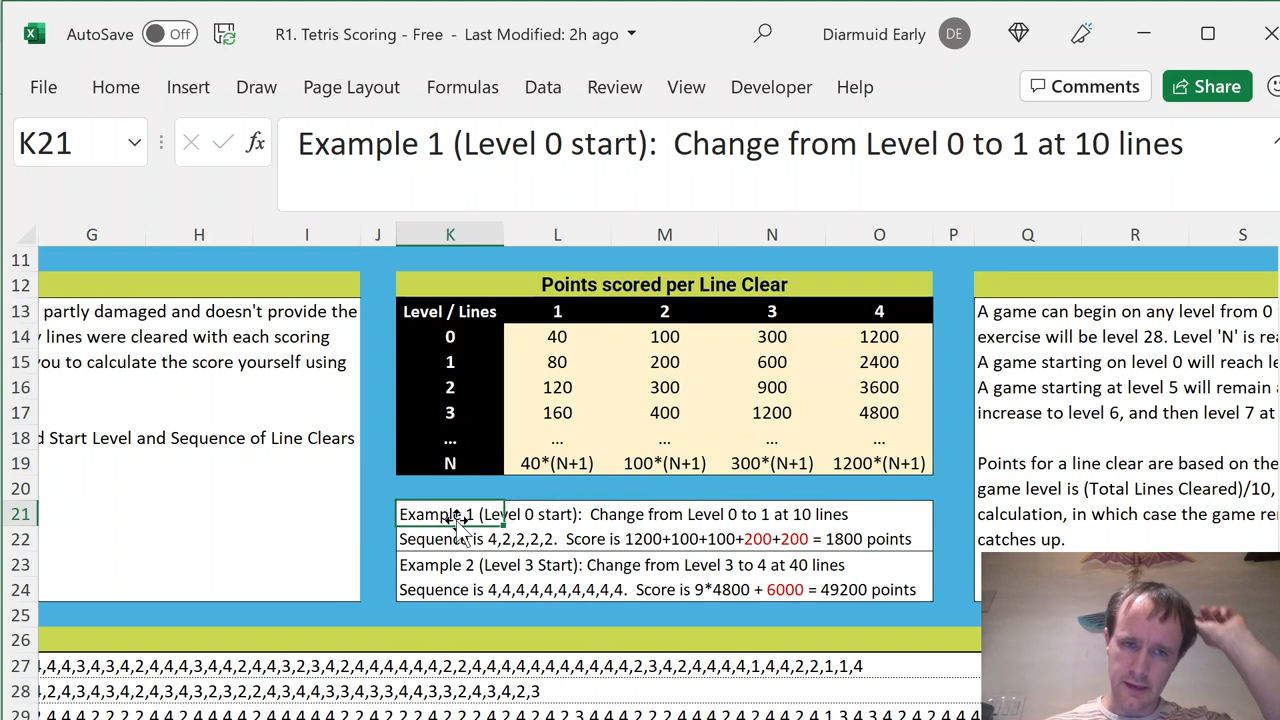 AutoSave Off R1. Tetris Scoring - Free - Last Modified: 2h ago Diarmuid Early DE
File Home Insert Draw Page Layout Formulas Data Review View Developer Help Comments Share
K21 fx Example 1 (Level 0 start):  Change from Level 0 to 1 at 10 lines
G H I J K L M N O P Q R S
11
12 Points scored per Line Clear
13 partly damaged and doesn't provide the Level / Lines 1 2 3 4 A game can begin on any level from 0
14 lines were cleared with each scoring 0 40 100 300 1200 exercise will be level 28. Level 'N' is rea
15 you to calculate the score yourself using 1 80 200 600 2400 A game starting on level 0 will reach le
16 2 120 300 900 3600 A game starting at level 5 will remain a
17 3 160 400 1200 4800 increase to level 6, and then level 7 at
18 d Start Level and Sequence of Line Clears ... ... ... ... ...
19 N 40*(N+1) 100*(N+1) 300*(N+1) 1200*(N+1) Points for a line clear are based on the
20 game level is (Total Lines Cleared)/10,
21 Example 1 (Level 0 start):  Change from Level 0 to 1 at 10 lines calculation, in which case the game re
22 Sequence is 4,2,2,2,2.  Score is 1200+100+100+200+200 = 1800 points catches up.
23 Example 2 (Level 3 Start): Change from Level 3 to 4 at 40 lines
24 Sequence is 4,4,4,4,4,4,4,4,4,4.  Score is 9*4800 + 6000 = 49200 points
25
26
27 4,4,4,3,4,3,4,2,4,4,4,3,4,4,2,4,4,3,2,3,4,2,4,4,4,4,4,2,2,4,4,4,4,4,4,4,4,4,2,3,4,2,4,4,4,1,4,4,2,2,1,1,4
28 4,2,4,3,4,4,3,4,3,2,3,2,2,4,3,4,4,3,3,4,4,3,3,2,4,3,4,2,3
29